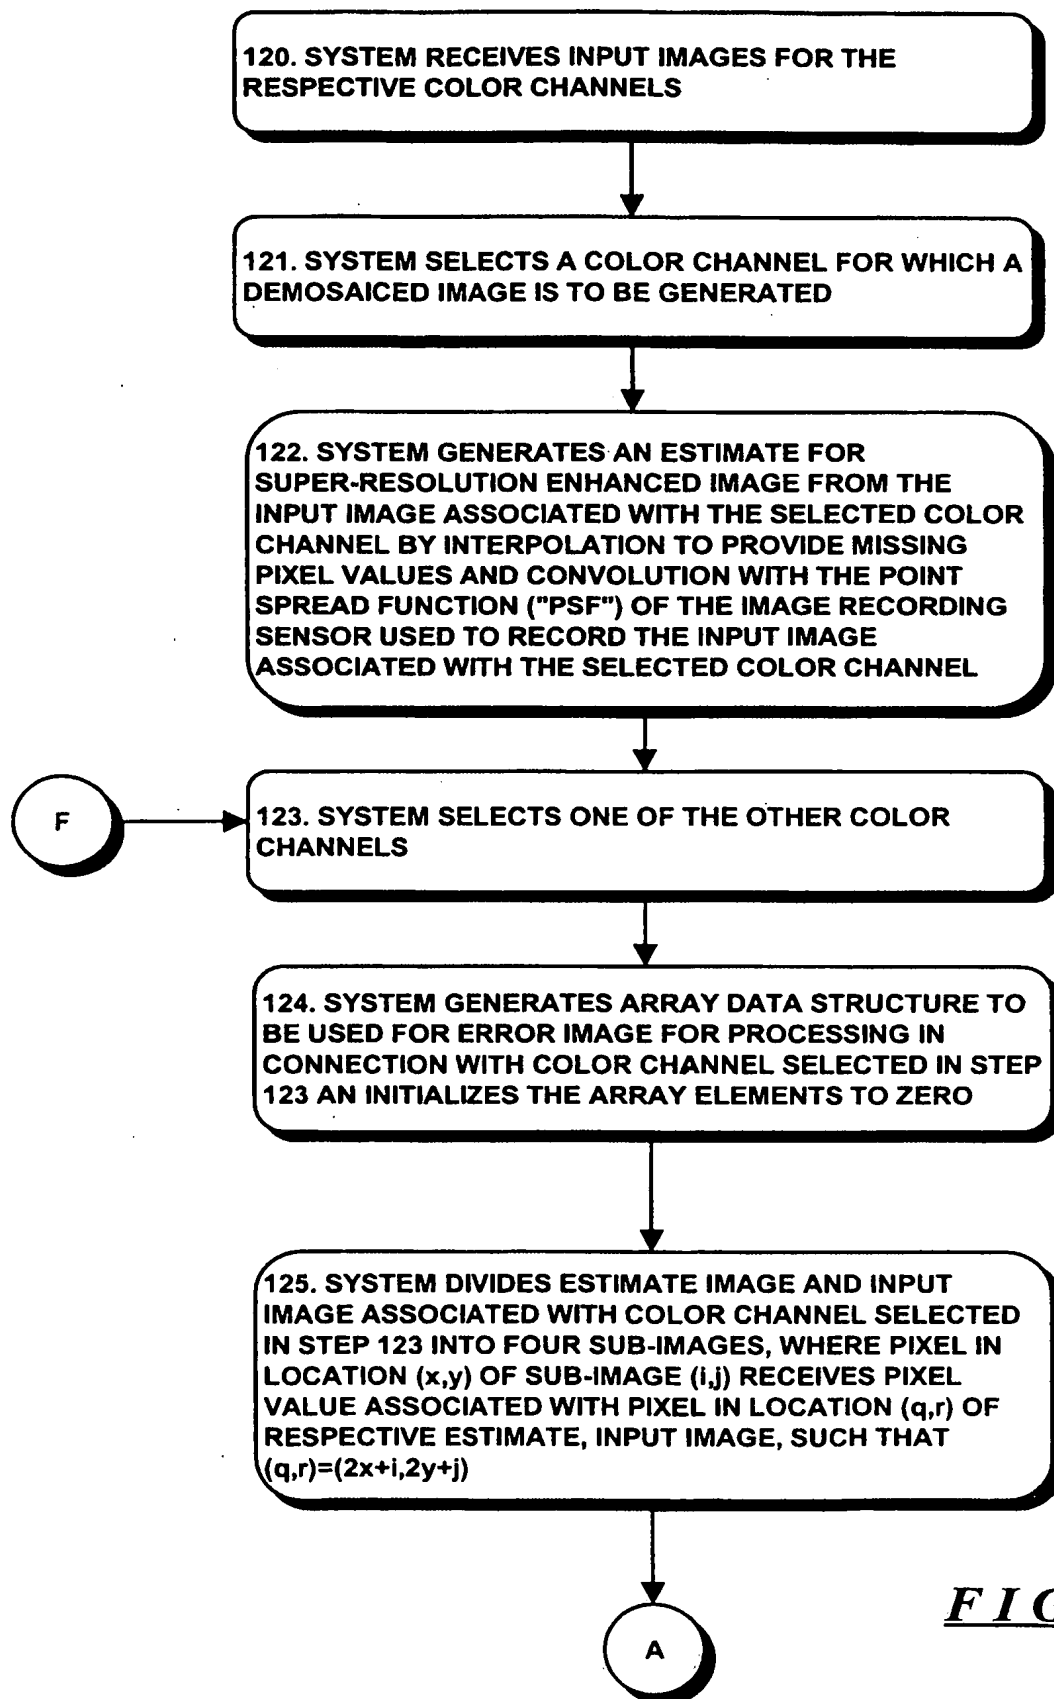 120. SYSTEM RECEIVES INPUT IMAGES FOR THE
RESPECTIVE COLOR CHANNELS
121. SYSTEM SELECTS A COLOR CHANNEL FOR WHICH A
DEMOSAICED IMAGE IS TO BE GENERATED
122. SYSTEM GENERATES AN ESTIMATE FOR
SUPER-RESOLUTION ENHANCED IMAGE FROM THE
INPUT IMAGE ASSOCIATED WITH THE SELECTED COLOR
CHANNEL BY INTERPOLATION TO PROVIDE MISSING
PIXEL VALUES AND CONVOLUTION WITH THE POINT
SPREAD FUNCTION ("PSF") OF THE IMAGE RECORDING
SENSOR USED TO RECORD THE INPUT IMAGE
ASSOCIATED WITH THE SELECTED COLOR CHANNEL
F
123. SYSTEM SELECTS ONE OF THE OTHER COLOR
CHANNELS
124. SYSTEM GENERATES ARRAY DATA STRUCTURE TO
BE USED FOR ERROR IMAGE FOR PROCESSING IN
CONNECTION WITH COLOR CHANNEL SELECTED IN STEP
123 AN INITIALIZES THE ARRAY ELEMENTS TO ZERO
125. SYSTEM DIVIDES ESTIMATE IMAGE AND INPUT
IMAGE ASSOCIATED WITH COLOR CHANNEL SELECTED
IN STEP 123 INTO FOUR SUB-IMAGES, WHERE PIXEL IN
LOCATION (x,y) OF SUB-IMAGE (i,j) RECEIVES PIXEL
VALUE ASSOCIATED WITH PIXEL IN LOCATION (q,r) OF
RESPECTIVE ESTIMATE, INPUT IMAGE, SUCH THAT
(q,r)=(2x+i,2y+j)
A